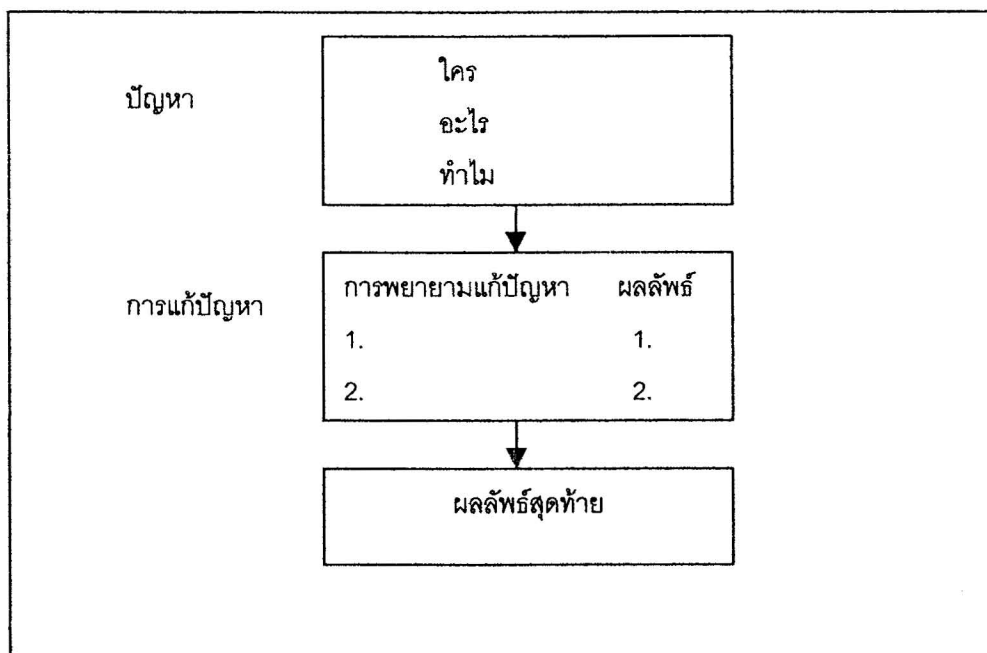 ปัญหา
ใคร
อะไร
ทำไม
การแก้ปัญหา
การพยายามแก้ปัญหา ผลลัพธ์
1. 1.
2. 2.
ผลลัพธ์สุดท้าย